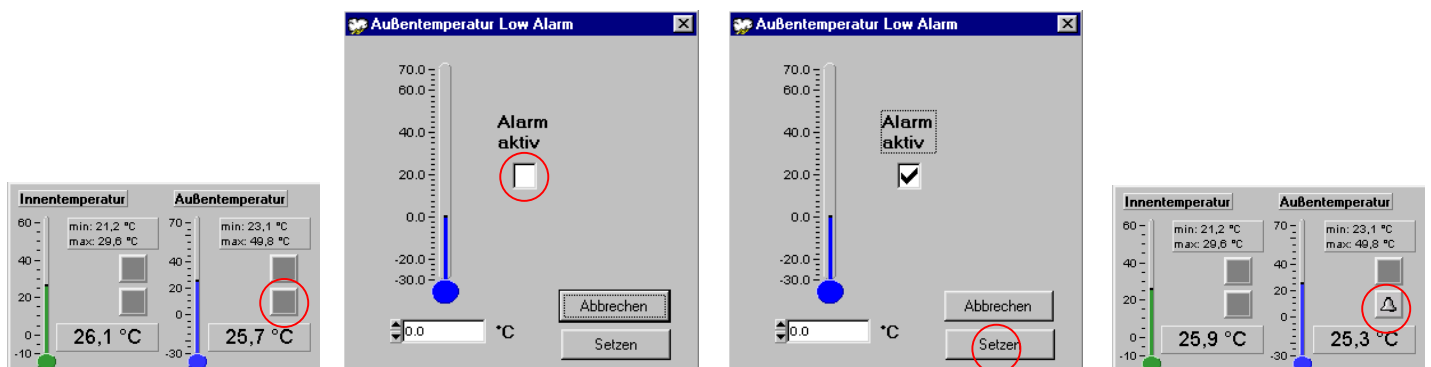 Innentemperatur Außentemperatur
60 min: 21,2 °C 70 min: 23,1 °C
max: 29,6 °C max: 49,8 °C
40 40
20 20
0 0
26,1 °C 25,7 °C
-10 -30
Außentemperatur Low Alarm
70.0
60.0
Alarm
40.0
aktiv
20.0
0.0
-20.0
-30.0
Abbrechen
0.0 °C
Setzen
Außentemperatur Low Alarm
70.0
60.0
Alarm
40.0
aktiv
20.0
0.0
-20.0
-30.0
Abbrechen
0.0 °C
Setzen
Innentemperatur Außentemperatur
60 min: 21,2 °C 70 min: 23,1 °C
max: 29,6 °C max: 49,8 °C
40 40
20 20
0 0
25,9 °C 25,3 °C
-10 -30